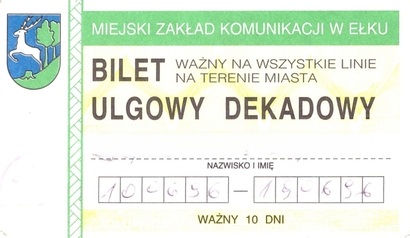 MIEJSKI ZAKŁAD KOMUNIKACJI W EŁKU
BILET WAŻNY NA WSZYSTKIE LINIE
NA TERENIE MIASTA
ULGOWY DEKADOWY
NAZWISKO I IMIĘ
100696 — 190696
WAŻNY 10 DNI